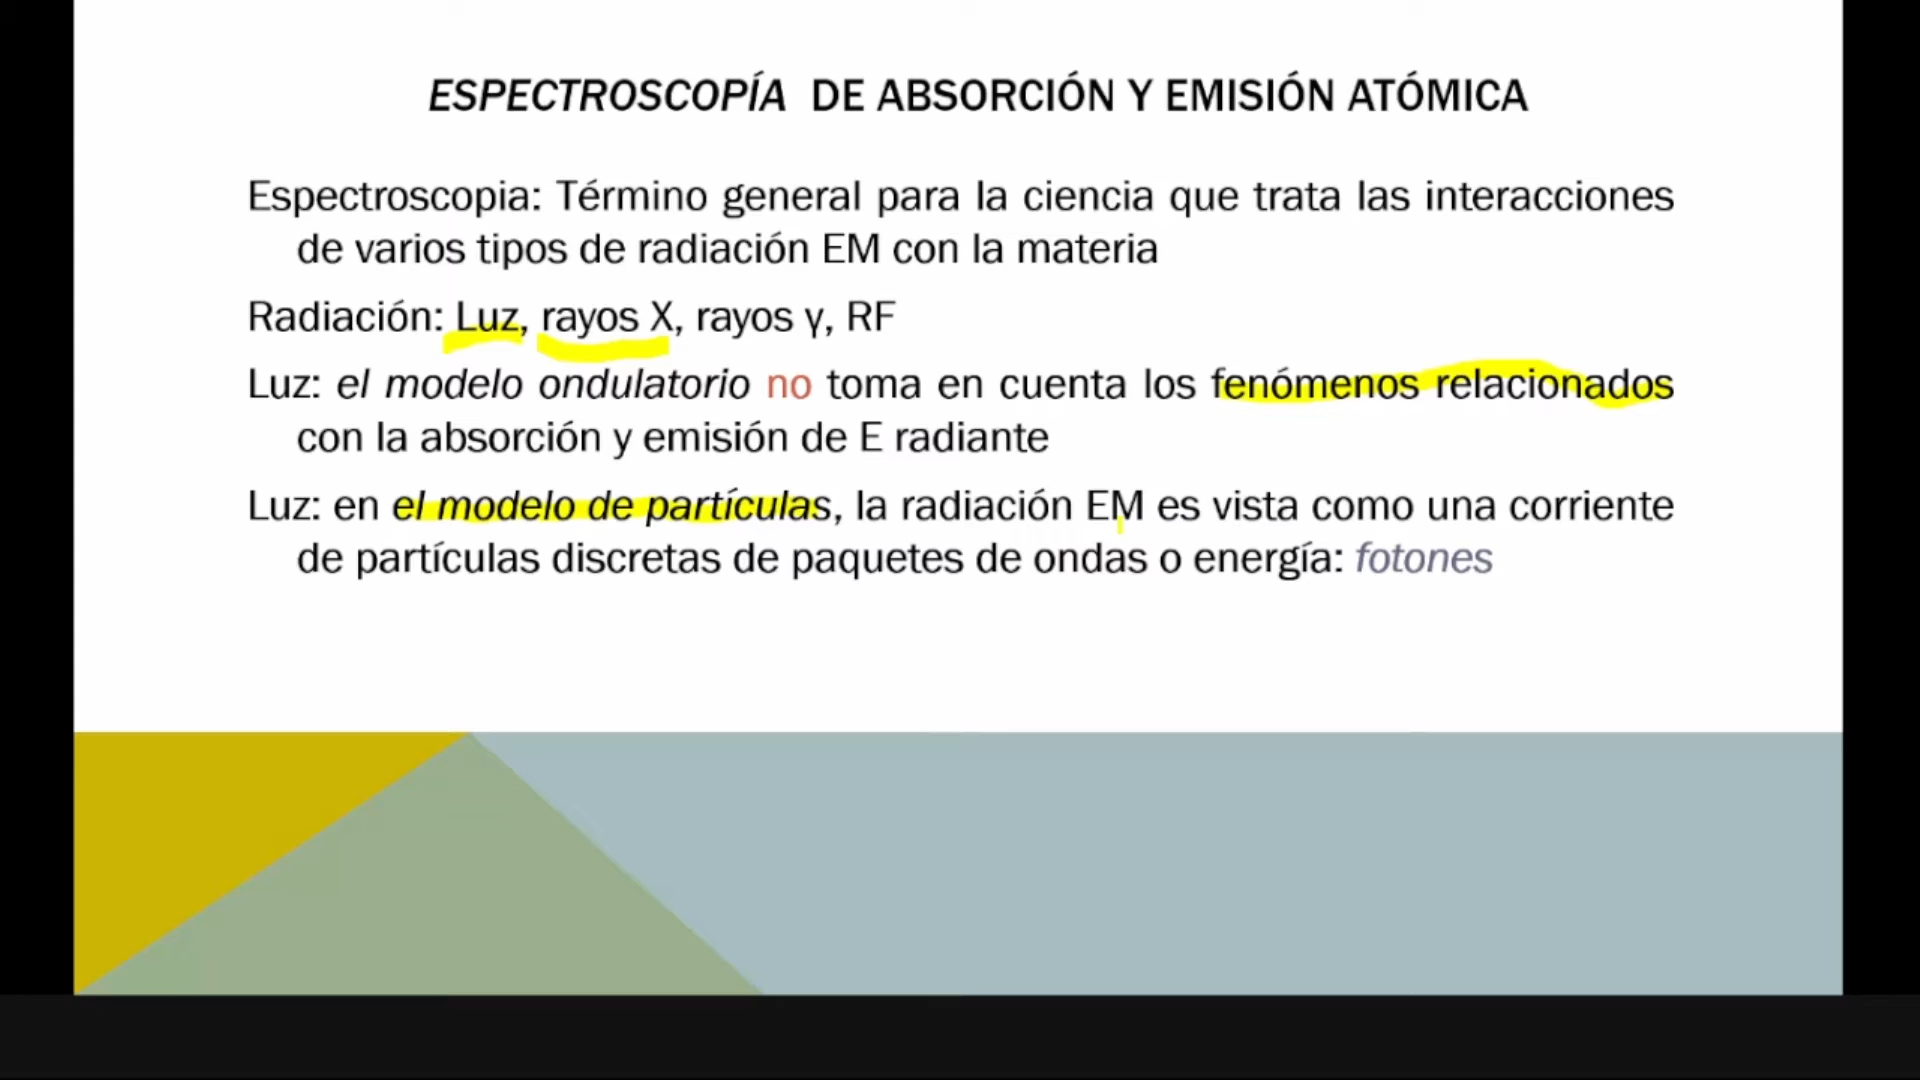 ESPECTROSCOPÍA DE ABSORCIÓN Y EMISIÓN ATÓMICA
Espectroscopia: Término general para la ciencia que trata las interacciones
de varios tipos de radiación EM con la materia
Radiación: Luz, rayos X, rayos γ, RF
Luz: el modelo ondulatorio no toma en cuenta los fenómenos relacionados
con la absorción y emisión de E radiante
Luz: en el modelo de partículas, la radiación EM es vista como una corriente
de partículas discretas de paquetes de ondas o energía: fotones